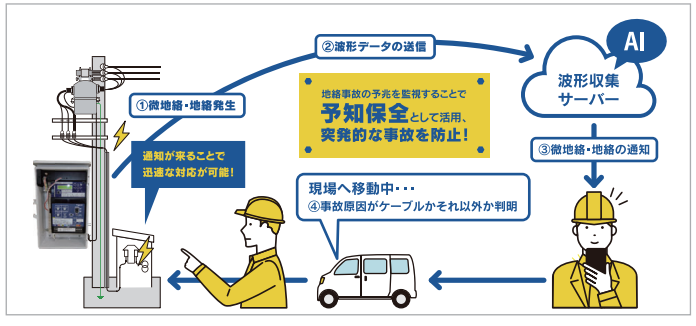 ②波形データの送信
AI
波形収集
サーバー
①微地絡・地絡発生
地絡事故の予兆を監視することで
予知保全として活用、
突発的な事故を防止！
通知が来ることで
迅速な対応が可能！
③微地絡・地絡の通知
現場へ移動中・・・
④事故原因がケーブルかそれ以外か判明